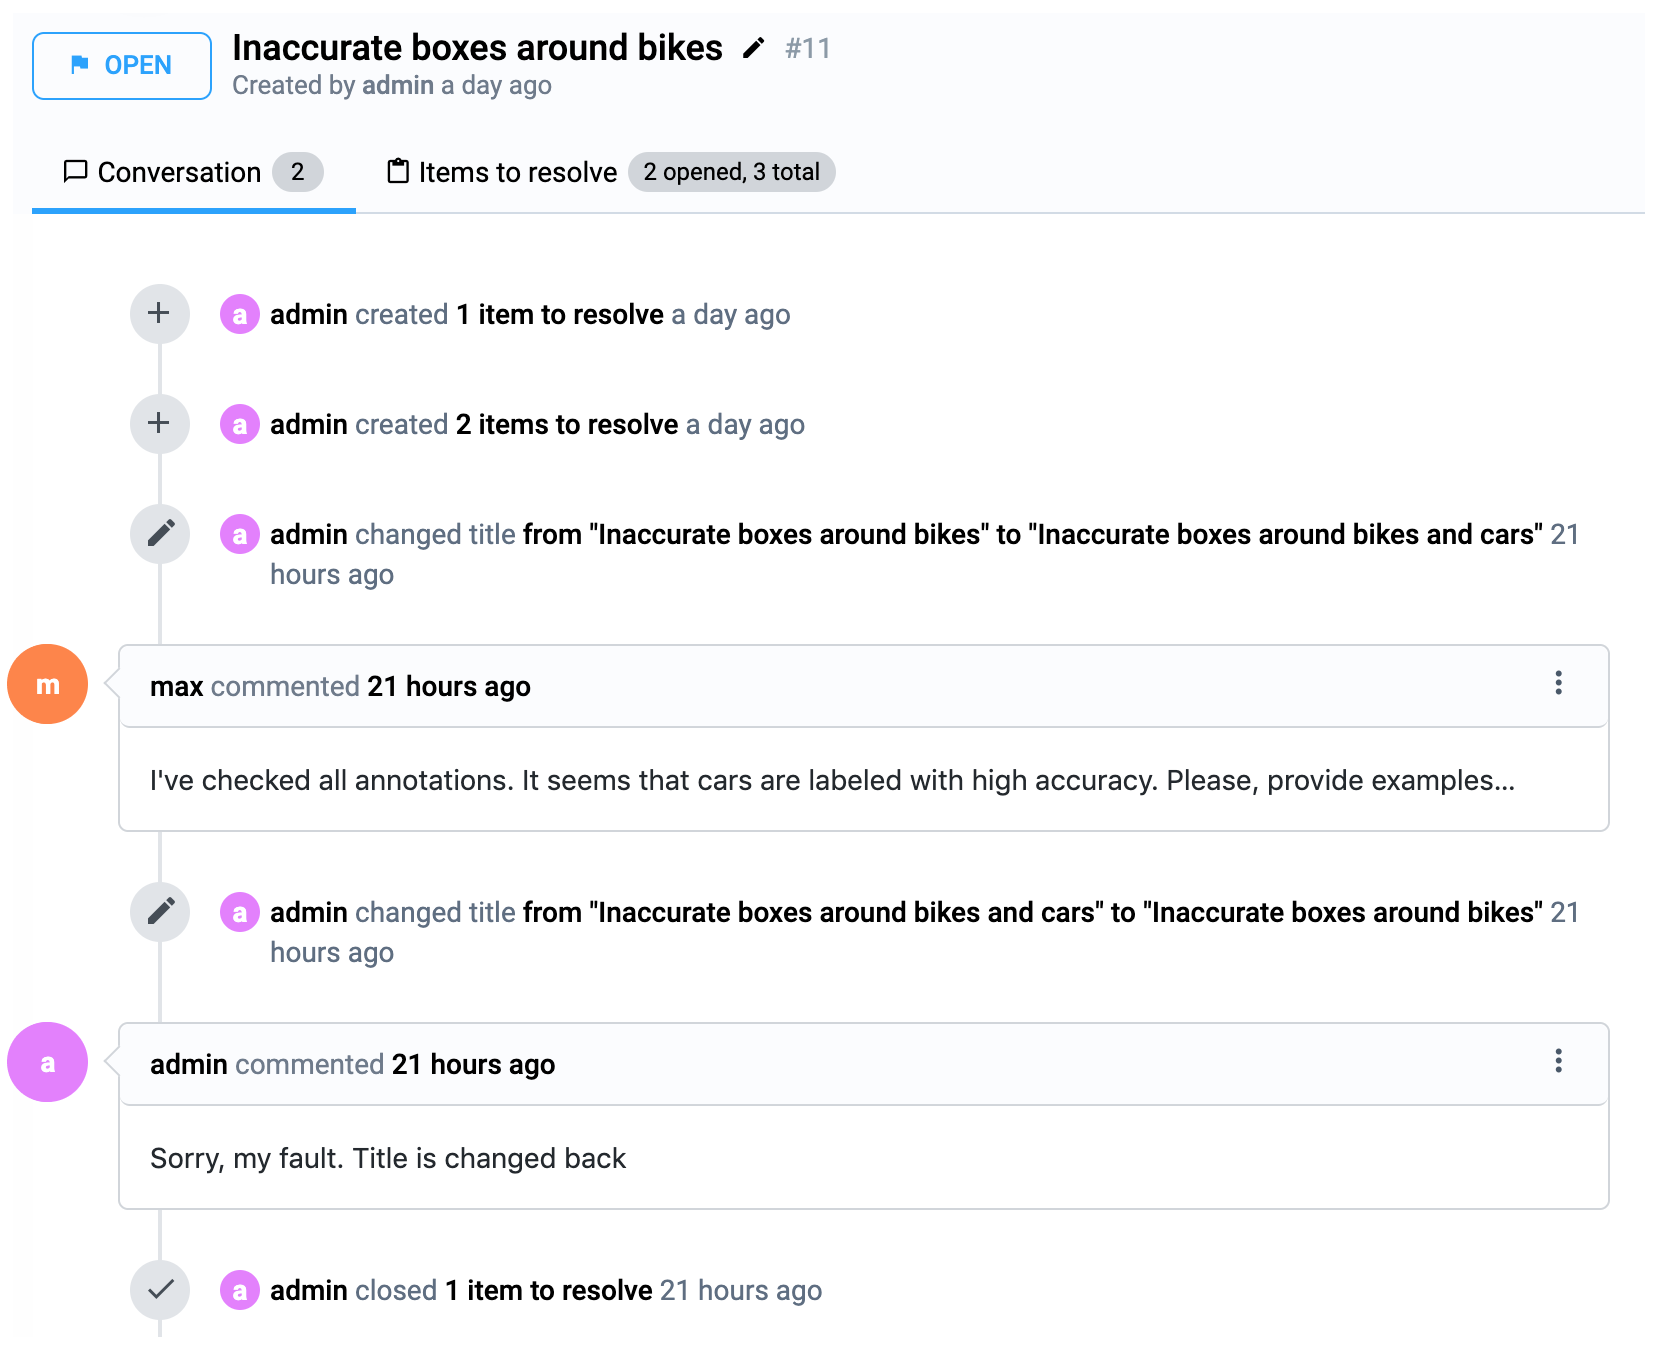 OPEN
Inaccurate boxes around bikes #11
Created by admin a day ago
Conversation 2
Items to resolve 2 opened, 3 total
a admin created 1 item to resolve a day ago
a admin created 2 items to resolve a day ago
a admin changed title from "Inaccurate boxes around bikes" to "Inaccurate boxes around bikes and cars" 21
hours ago
m
max commented 21 hours ago
I've checked all annotations. It seems that cars are labeled with high accuracy. Please, provide examples...
a admin changed title from "Inaccurate boxes around bikes and cars" to "Inaccurate boxes around bikes" 21
hours ago
a
admin commented 21 hours ago
Sorry, my fault. Title is changed back
a admin closed 1 item to resolve 21 hours ago